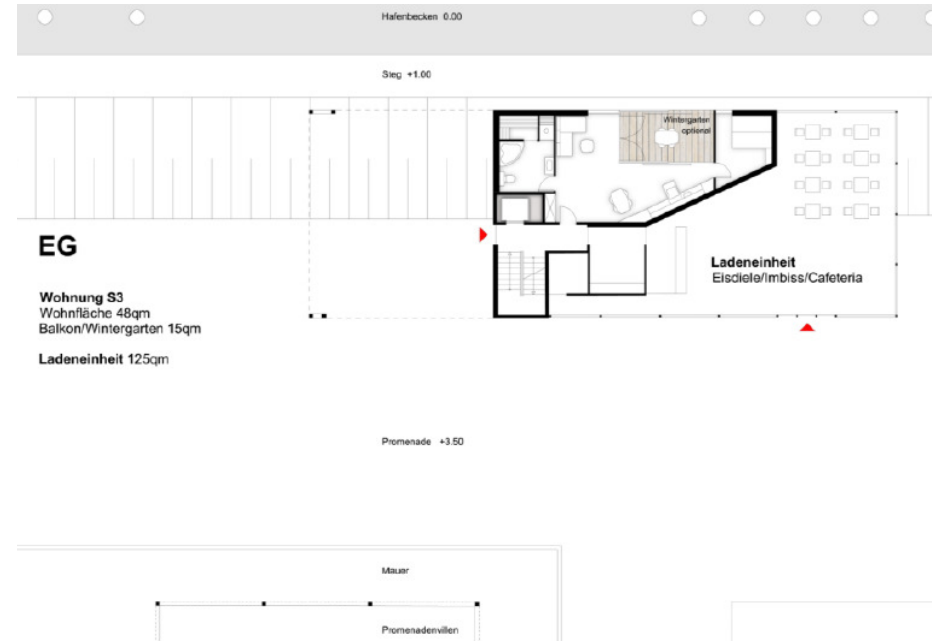 Hafenbecken 0.00
Steg +1.00
Wintergarten
optional
EG
Ladeneinheit
Eisdiele/Imbiss/Cafeteria
Wohnung S3
Wohnfläche 48qm
Balkon/Wintergarten 15qm
Ladeneinheit 125qm
Promenade +3.50
Mauer
Promenadenvillen